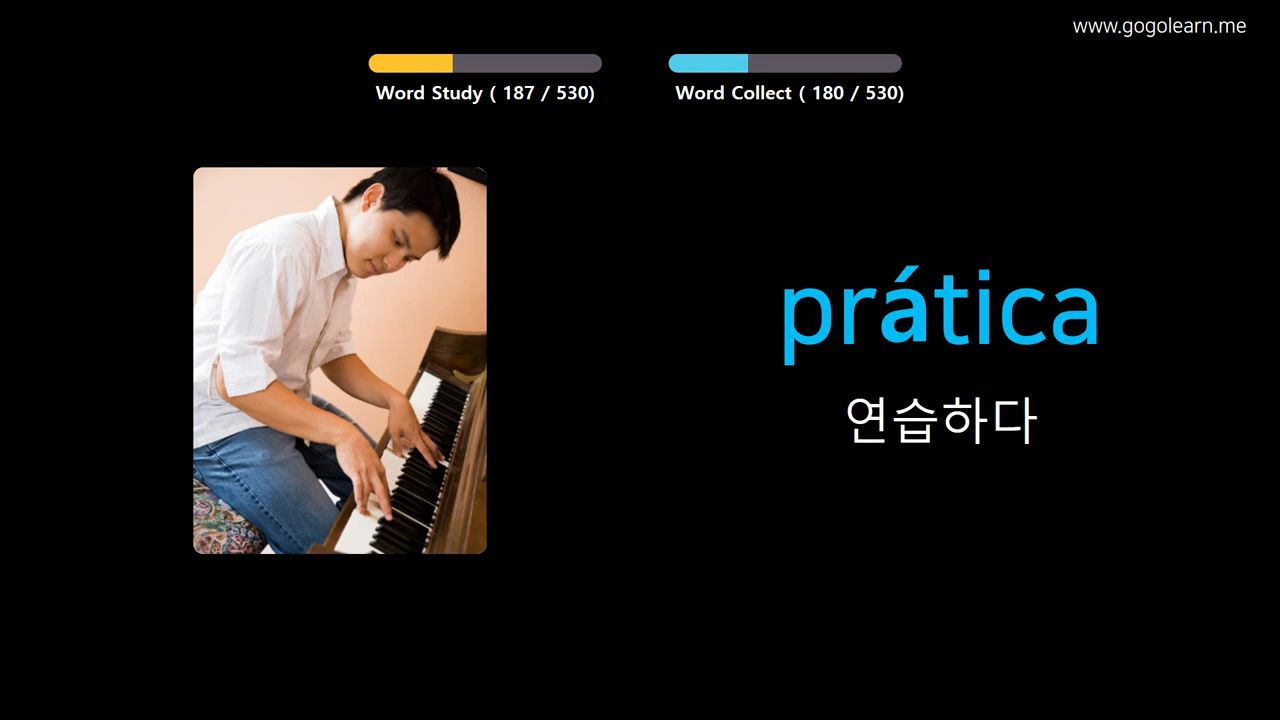 www.gogolearn.me
Word Study ( 187 / 530)
Word Collect ( 180 / 530)
prática
연습하다